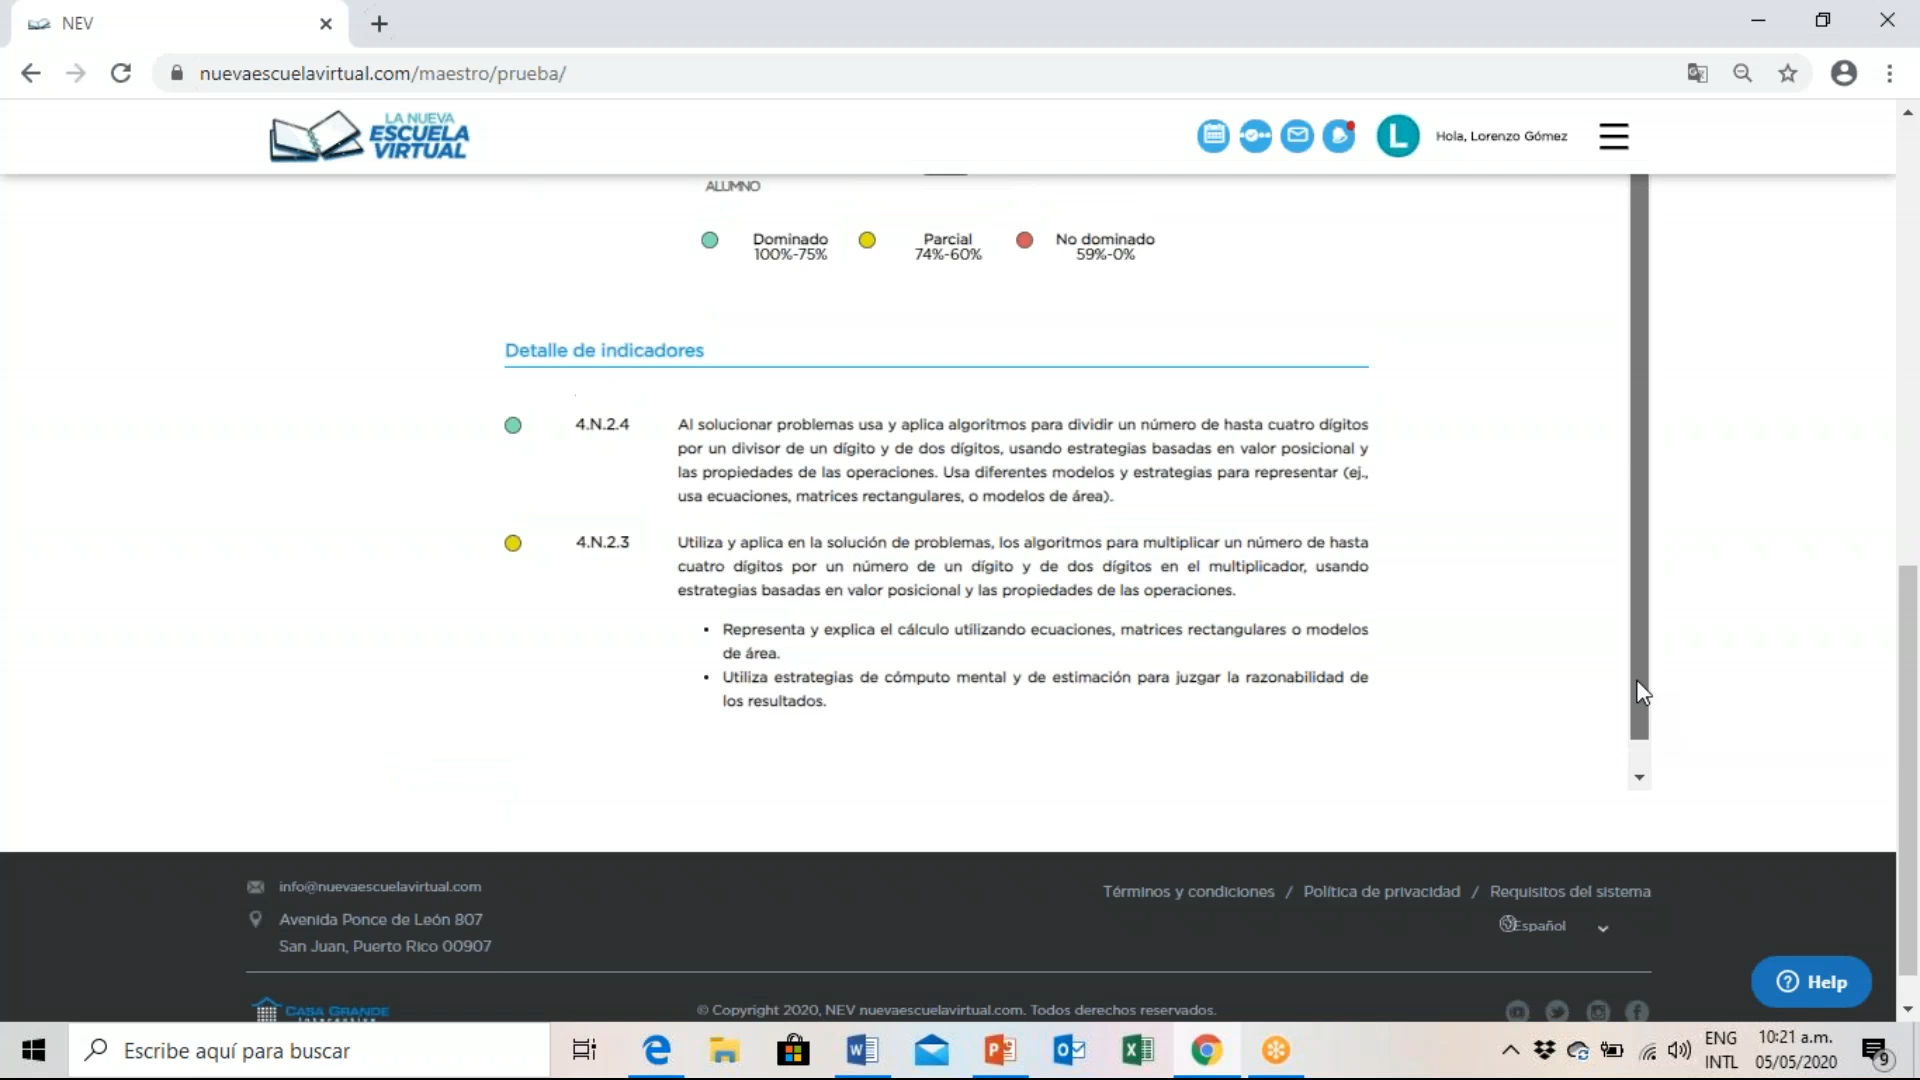 NEV
nuevaescuelavirtual.com/maestro/prueba/
LA NUEVA
ESCUELA
VIRTUAL
L
Hola, Lorenzo Gómez
ALUMNO
Dominado
100%-75%
Parcial
74%-60%
No dominado
59%-0%
Detalle de indicadores
4.N.2.4
Al solucionar problemas usa y aplica algoritmos para dividir un número de hasta cuatro dígitos
por un divisor de un dígito y de dos dígitos, usando estrategias basadas en valor posicional y
las propiedades de las operaciones. Usa diferentes modelos y estrategias para representar (ej.,
usa ecuaciones, matrices rectangulares, o modelos de área).
4.N.2.3
Utiliza y aplica en la solución de problemas, los algoritmos para multiplicar un número de hasta
cuatro dígitos por un número de un dígito y de dos dígitos en el multiplicador, usando
estrategias basadas en valor posicional y las propiedades de las operaciones.
• Representa y explica el cálculo utilizando ecuaciones, matrices rectangulares o modelos
de área.
• Utiliza estrategias de cómputo mental y de estimación para juzgar la razonabilidad de
los resultados.
info@nuevaescuelavirtual.com
Avenida Ponce de León 807
San Juan, Puerto Rico 00907
Términos y condiciones / Política de privacidad / Requisitos del sistema
Español
Help
CASA GRANDE
© Copyright 2020, NEV nuevaescuelavirtual.com. Todos derechos reservados.
Escribe aquí para buscar
ENG
INTL
10:21 a.m.
05/05/2020
9